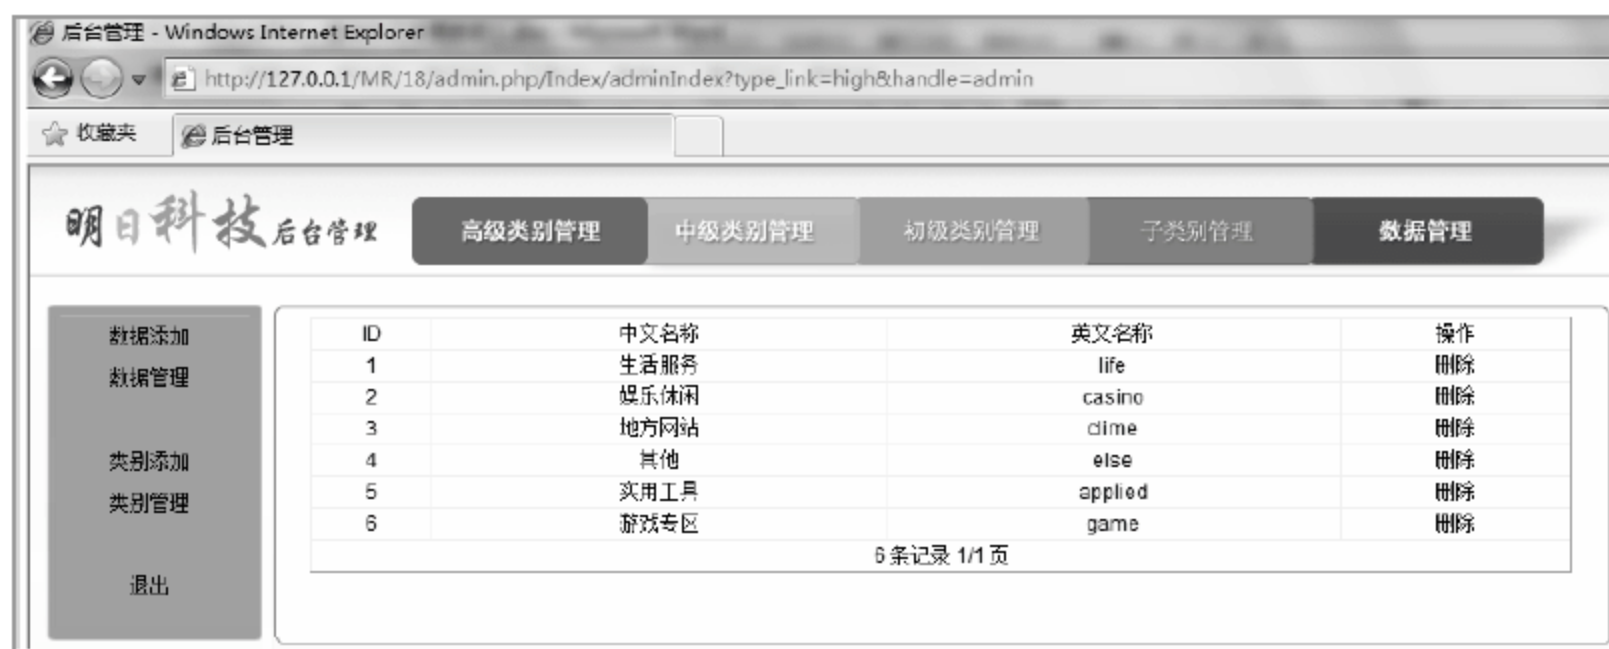 后台管理 - Windows Internet Explorer
http://127.0.0.1/MR/18/admin.php/Index/adminIndex?type_link=high&handle=admin
收藏夹 后台管理
明日科技后台管理 高级类别管理 中级类别管理 初级类别管理 子类别管理 数据管理
数据添加
数据管理
类别添加
类别管理
退出
ID 中文名称 英文名称 操作
1 生活服务 life 删除
2 娱乐休闲 casino 删除
3 地方网站 clime 删除
4 其他 else 删除
5 实用工具 applied 删除
6 游戏专区 game 删除
6 条记录 1/1 页